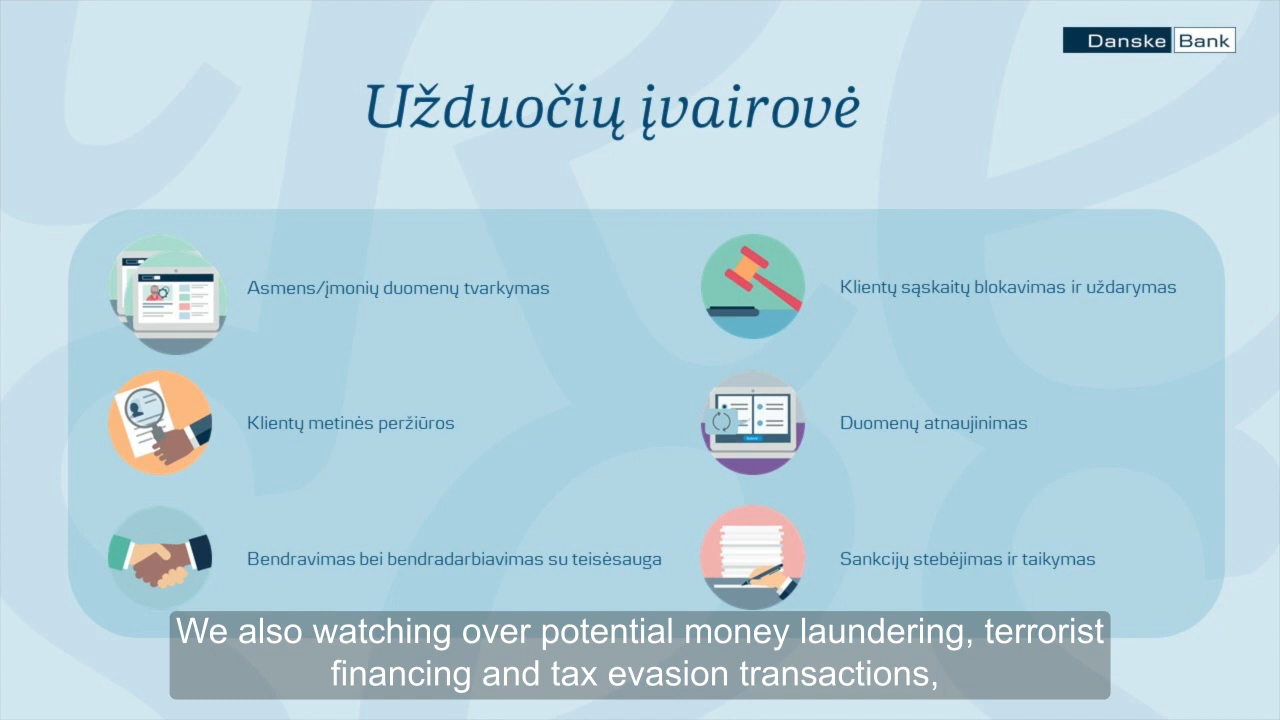 Danske Bank
Užduočių įvairovė
Asmens/įmonių duomenų tvarkymas
Klientų sąskaitų blokavimas ir uždarymas
Klientų metinės peržiūros
Duomenų atnaujinimas
Bendravimas bei bendradarbiavimas su teisėsauga
Sankcijų stebėjimas ir taikymas
We also watching over potential money laundering, terrorist
financing and tax evasion transactions,